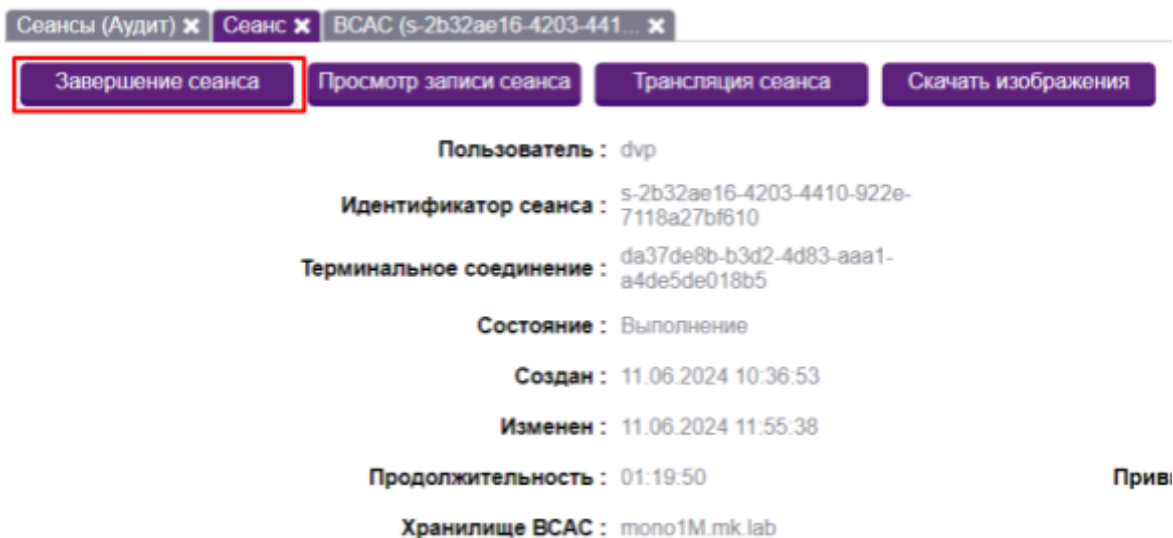 Сеансы (Аудит) Сеанс ВСАС (s-2b32ae16-4203-441...
Завершение сеанса Просмотр записи сеанса Трансляция сеанса Скачать изображения
Пользователь : dvp
Идентификатор сеанса : s-2b32ae16-4203-4410-922e-
7118a27bf610
Терминальное соединение : da37de8b-b3d2-4d83-aaa1-
a4de5de018b5
Состояние : Выполнение
Создан : 11.06.2024 10:36:53
Изменен : 11.06.2024 11:55:38
Продолжительность : 01:19:50
Хранилище ВСАС : mono1M.mk.lab